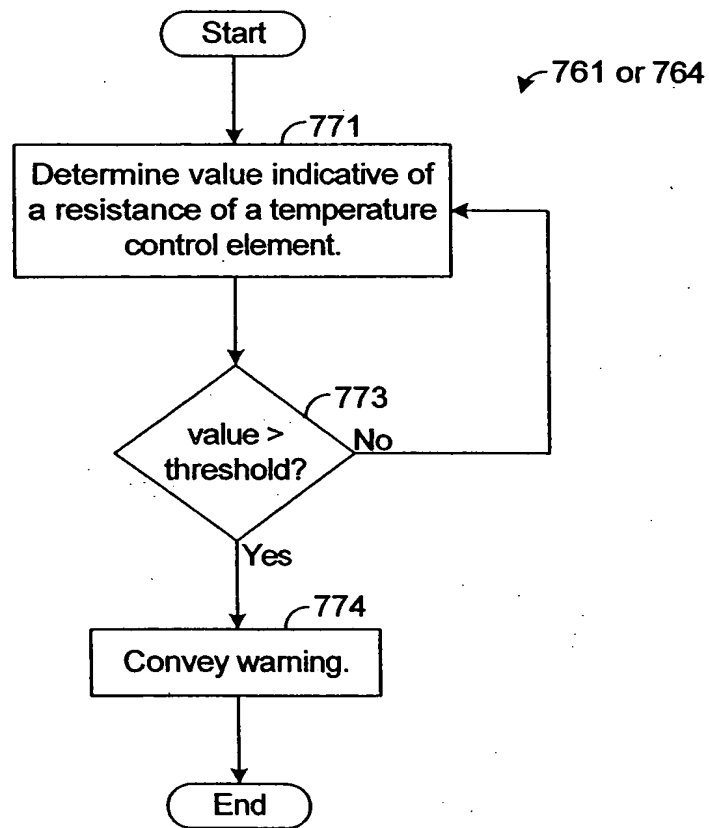 Start
761 or 764
771
Determine value indicative of
a resistance of a temperature
control element.
773
value >
threshold?
No
Yes
774
Convey warning.
End